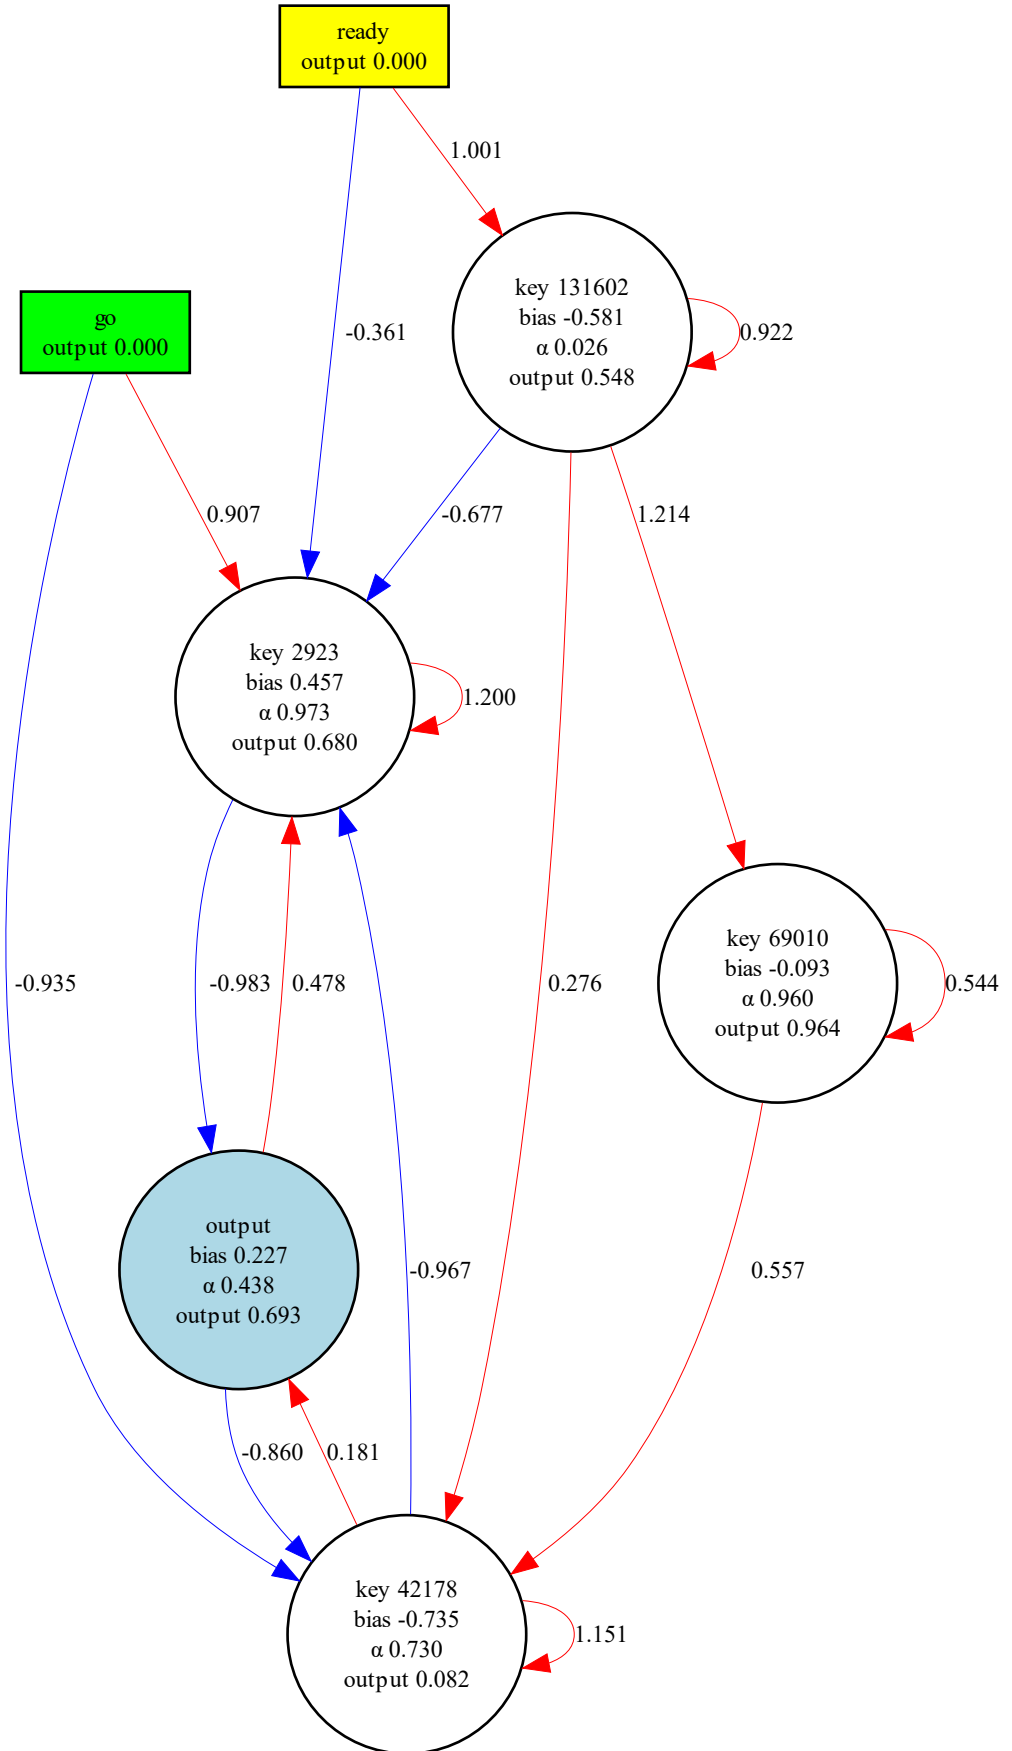 ready
output 0.000
1.001
key 131602
bias -0.581
α 0.026
output 0.548
0.922
go
output 0.000
-0.361
0.907
-0.677
1.214
key 2923
bias 0.457
α 0.973
output 0.680
1.200
key 69010
bias -0.093
α 0.960
output 0.964
0.544
-0.935
-0.983
0.478
0.276
output
bias 0.227
α 0.438
output 0.693
-0.967
0.557
-0.860
0.181
key 42178
bias -0.735
α 0.730
output 0.082
1.151